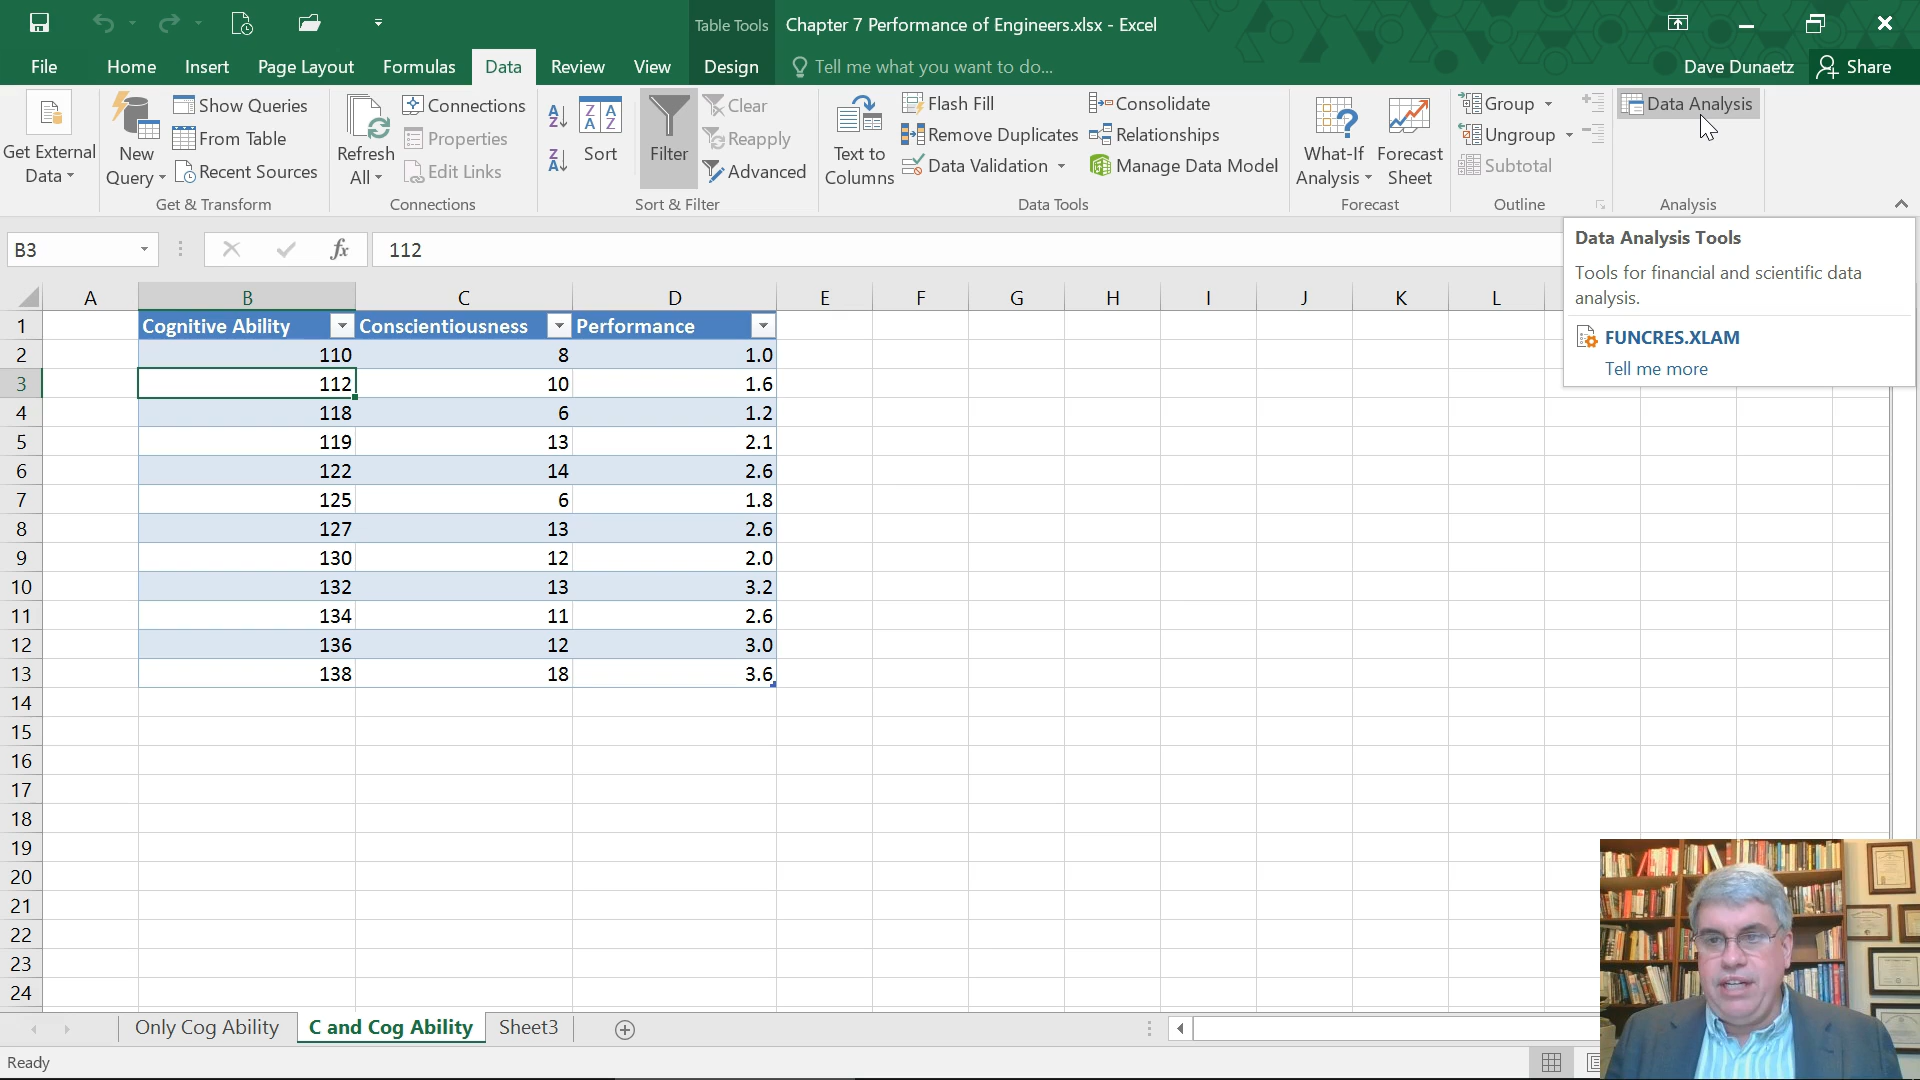 Table Tools
Chapter 7 Performance of Engineers.xlsx - Excel
File
Home
Insert
Page Layout
Formulas
Data
Review
View
Design
Tell me what you want to do...
Dave Dunaetz
Share
Get External
Data
New
Query
Show Queries
From Table
Recent Sources
Get & Transform
Refresh
All
Connections
Properties
Edit Links
Connections
Sort
Filter
Clear
Reapply
Advanced
Sort & Filter
Text to
Columns
Flash Fill
Remove Duplicates
Data Validation
Consolidate
Relationships
Manage Data Model
Data Tools
What-If
Analysis
Forecast
Sheet
Forecast
Group
Ungroup
Subtotal
Outline
Data Analysis
Analysis
Data Analysis Tools
Tools for financial and scientific data
analysis.
FUNCRES.XLAM
Tell me more
B3
fx
112
A B C D E F G H I J K L
1 Cognitive Ability Conscientiousness Performance
2 110 8 1.0
3 112 10 1.6
4 118 6 1.2
5 119 13 2.1
6 122 14 2.6
7 125 6 1.8
8 127 13 2.6
9 130 12 2.0
10 132 13 3.2
11 134 11 2.6
12 136 12 3.0
13 138 18 3.6
14
15
16
17
18
19
20
21
22
23
24
Only Cog Ability
C and Cog Ability
Sheet3
Ready